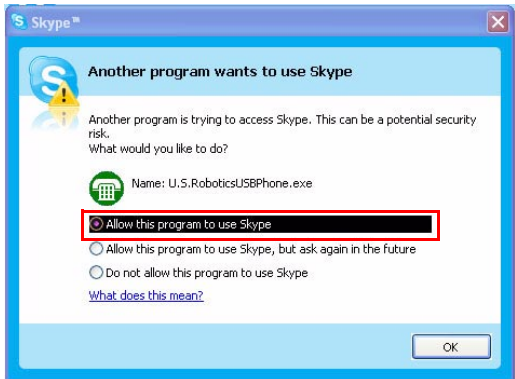 Skype™
Another program wants to use Skype
Another program is trying to access Skype. This can be a potential security
risk.
What would you like to do?
Name: U.S.RoboticsUSBPhone.exe
Allow this program to use Skype
Allow this program to use Skype, but ask again in the future
Do not allow this program to use Skype
What does this mean?
OK